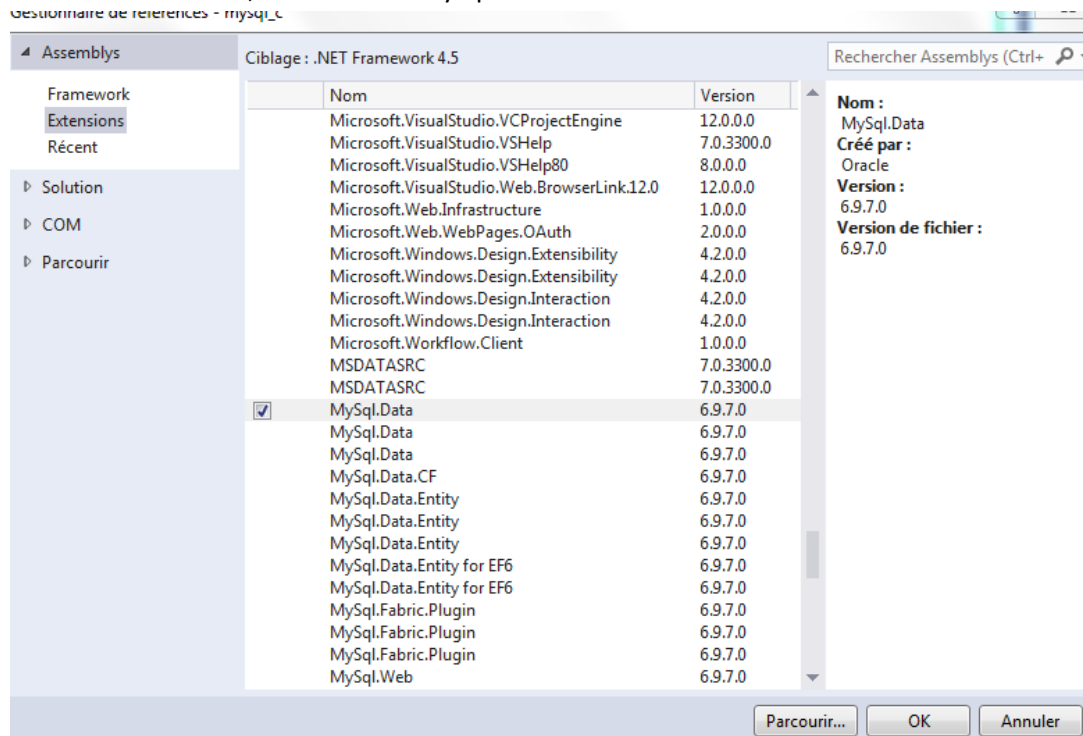 Gestionnaire de références - mysql_c
Assemblys
Framework
Extensions
Récent
Solution
COM
Parcourir
Ciblage : .NET Framework 4.5
Rechercher Assemblys (Ctrl+
Nom Version
Microsoft.VisualStudio.VCProjectEngine 12.0.0.0
Microsoft.VisualStudio.VSHelp 7.0.3300.0
Microsoft.VisualStudio.VSHelp80 8.0.0.0
Microsoft.VisualStudio.Web.BrowserLink.12.0 12.0.0.0
Microsoft.Web.Infrastructure 1.0.0.0
Microsoft.Web.WebPages.OAuth 2.0.0.0
Microsoft.Windows.Design.Extensibility 4.2.0.0
Microsoft.Windows.Design.Extensibility 4.2.0.0
Microsoft.Windows.Design.Interaction 4.2.0.0
Microsoft.Windows.Design.Interaction 4.2.0.0
Microsoft.Workflow.Client 1.0.0.0
MSDATASRC 7.0.3300.0
MSDATASRC 7.0.3300.0
MySql.Data 6.9.7.0
MySql.Data 6.9.7.0
MySql.Data 6.9.7.0
MySql.Data.CF 6.9.7.0
MySql.Data.Entity 6.9.7.0
MySql.Data.Entity 6.9.7.0
MySql.Data.Entity 6.9.7.0
MySql.Data.Entity for EF6 6.9.7.0
MySql.Data.Entity for EF6 6.9.7.0
MySql.Fabric.Plugin 6.9.7.0
MySql.Fabric.Plugin 6.9.7.0
MySql.Fabric.Plugin 6.9.7.0
MySql.Web 6.9.7.0
Nom :
MySql.Data
Créé par :
Oracle
Version :
6.9.7.0
Version de fichier :
6.9.7.0
Parcourir... OK Annuler